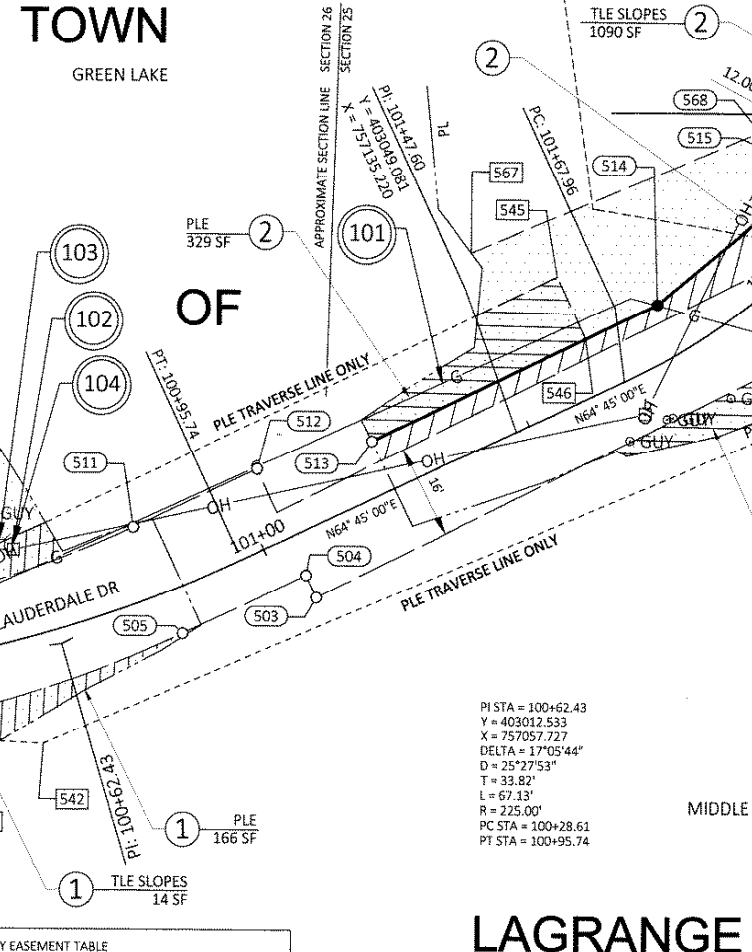 TOWN
GREEN LAKE
APPROXIMATE SECTION LINE
SECTION 26
SECTION 25
PI: 101+47.60
Y = 403049.081
X = 757135.220
PL
PC: 101+67.96
TLE SLOPES
1090 SF
2
2
12.00
568
515
514
567
545
PLE
329 SF
2
101
OH
103
102
104
OF
PT: 100+95.74
PLE TRAVERSE LINE ONLY
G
G
546
N64° 45' 00"E
OH
GUY
G
GUY
512
513
511
OH
OH
16'
GUY
G
101+00
N64° 45' 00"E
504
503
PLE TRAVERSE LINE ONLY
LAUDERDALE DR
505
PI: 100+62.43
542
1
PLE
166 SF
1
TLE SLOPES
14 SF
PI STA = 100+62.43
Y = 403012.533
X = 757057.727
DELTA = 17°05'44"
D = 25°27'53"
T = 33.82'
L = 67.13'
R = 225.00'
PC STA = 100+28.61
PT STA = 100+95.74
MIDDLE
LAGRANGE
Y EASEMENT TABLE